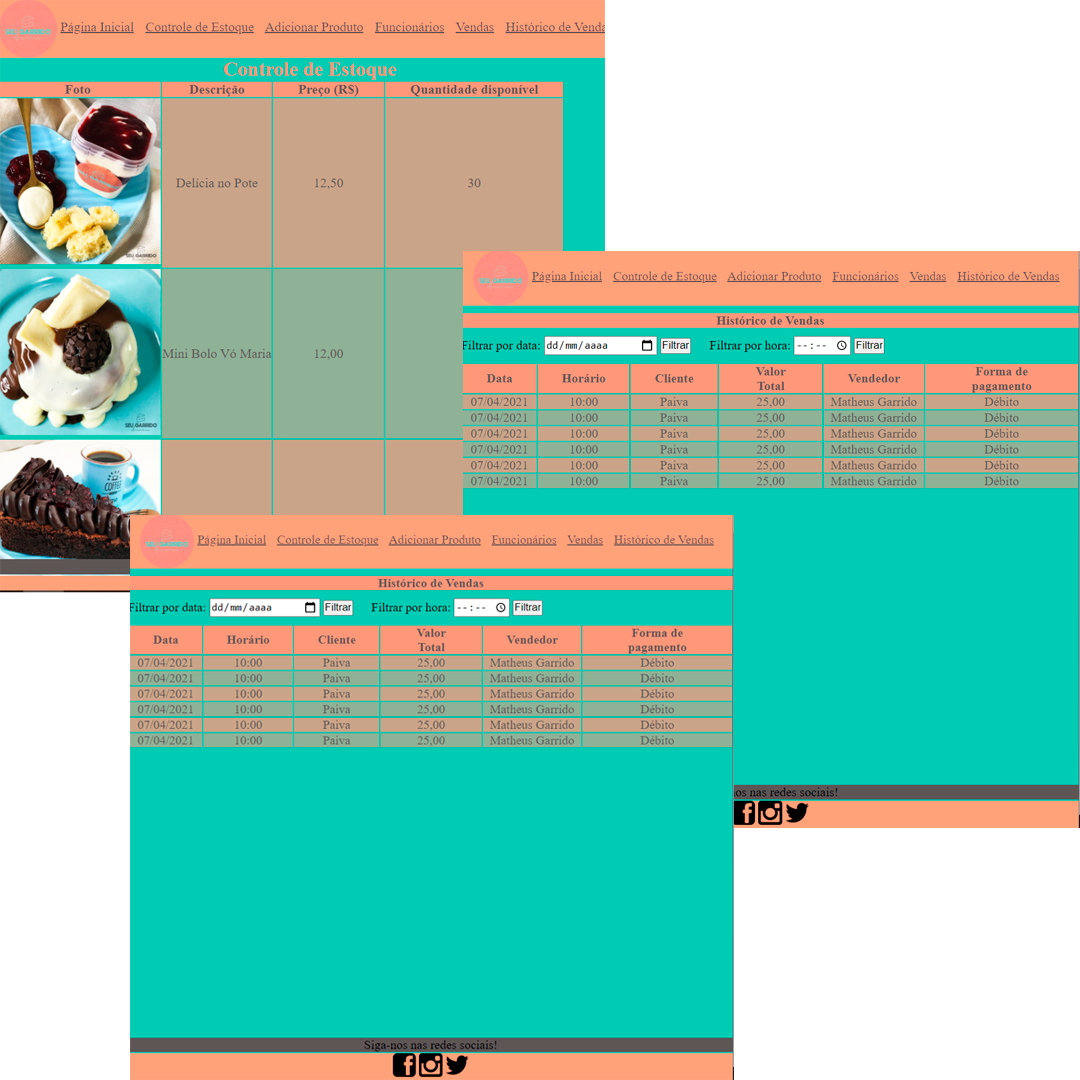 SEU GARRIDO
Página Inicial Controle de Estoque Adicionar Produto Funcionários Vendas Histórico de Venda
Controle de Estoque
Foto Descrição Preço (R$) Quantidade disponível
Delícia no Pote 12,50 30
SEU GARRIDO
Mini Bolo Vó Maria 12,00
SEU GARRIDO
COFFEE
SEU GARRIDO
Página Inicial Controle de Estoque Adicionar Produto Funcionários Vendas Histórico de Vendas
Histórico de Vendas
Filtrar por data: dd/mm/aaaa Filtrar Filtrar por hora: --:-- Filtrar
Data Horário Cliente Valor Total Vendedor Forma de pagamento
07/04/2021 10:00 Paiva 25,00 Matheus Garrido Débito
07/04/2021 10:00 Paiva 25,00 Matheus Garrido Débito
07/04/2021 10:00 Paiva 25,00 Matheus Garrido Débito
07/04/2021 10:00 Paiva 25,00 Matheus Garrido Débito
07/04/2021 10:00 Paiva 25,00 Matheus Garrido Débito
07/04/2021 10:00 Paiva 25,00 Matheus Garrido Débito
nos nas redes sociais!
SEU GARRIDO
Página Inicial Controle de Estoque Adicionar Produto Funcionários Vendas Histórico de Vendas
Histórico de Vendas
Filtrar por data: dd/mm/aaaa Filtrar Filtrar por hora: --:-- Filtrar
Data Horário Cliente Valor Total Vendedor Forma de pagamento
07/04/2021 10:00 Paiva 25,00 Matheus Garrido Débito
07/04/2021 10:00 Paiva 25,00 Matheus Garrido Débito
07/04/2021 10:00 Paiva 25,00 Matheus Garrido Débito
07/04/2021 10:00 Paiva 25,00 Matheus Garrido Débito
07/04/2021 10:00 Paiva 25,00 Matheus Garrido Débito
07/04/2021 10:00 Paiva 25,00 Matheus Garrido Débito
Siga-nos nas redes sociais!